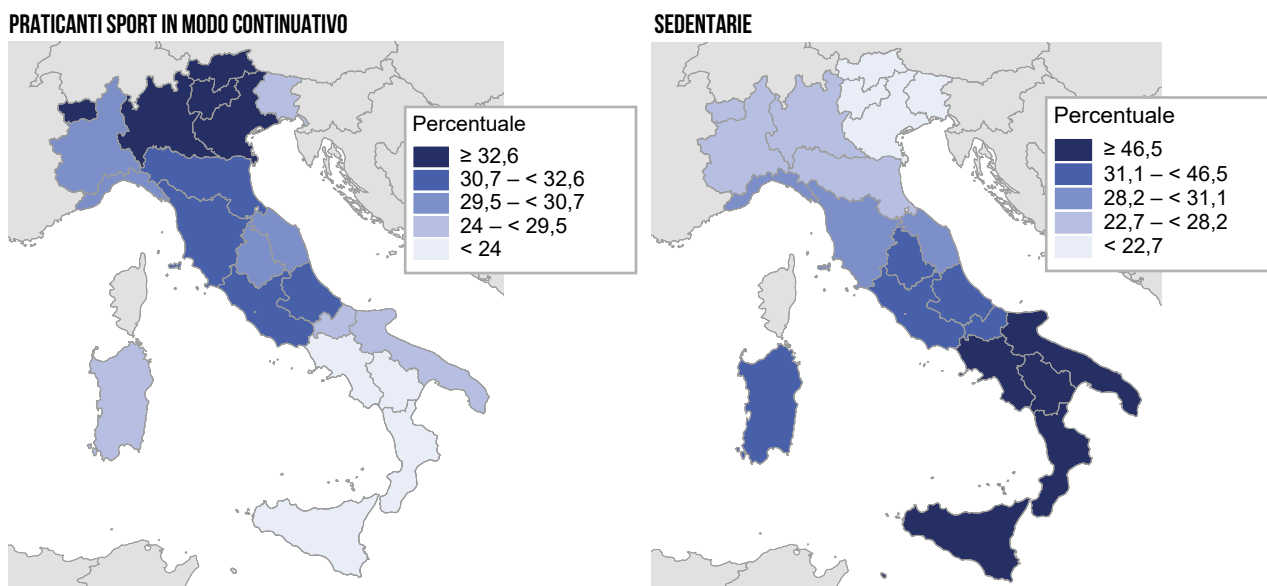 PRATICANTI SPORT IN MODO CONTINUATIVO
Percentuale
≥ 32,6
30,7 – < 32,6
29,5 – < 30,7
24 – < 29,5
< 24
SEDENTARIE
Percentuale
≥ 46,5
31,1 – < 46,5
28,2 – < 31,1
22,7 – < 28,2
< 22,7